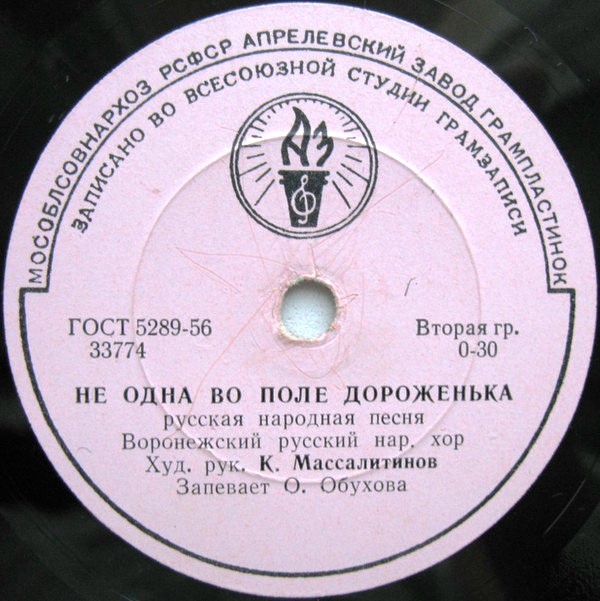 МОСОБЛСОВНАРХОЗ РСФСР АПРЕЛЕВСКИЙ ЗАВОД ГРАМПЛАСТИНОК
ЗАПИСАНО ВО ВСЕСОЮЗНОЙ СТУДИИ ГРАМЗАПИСИ
АЗ
ГОСТ 5289-56
33774
Вторая гр.
0-30
НЕ ОДНА ВО ПОЛЕ ДОРОЖЕНЬКА
русская народная песня
Воронежский русский нар. хор
Худ. рук. К. Массалитинов
Запевает О. Обухова